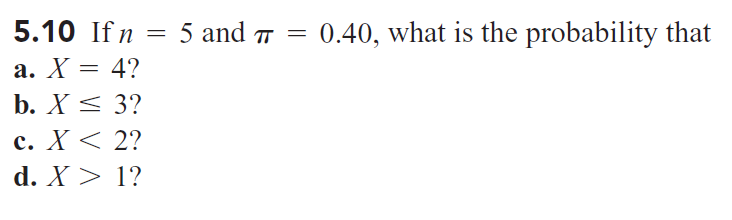 5.10 If n = 5 and π = 0.40, what is the probability that
a. X = 4?
b. X ≤ 3?
c. X < 2?
d. X > 1?